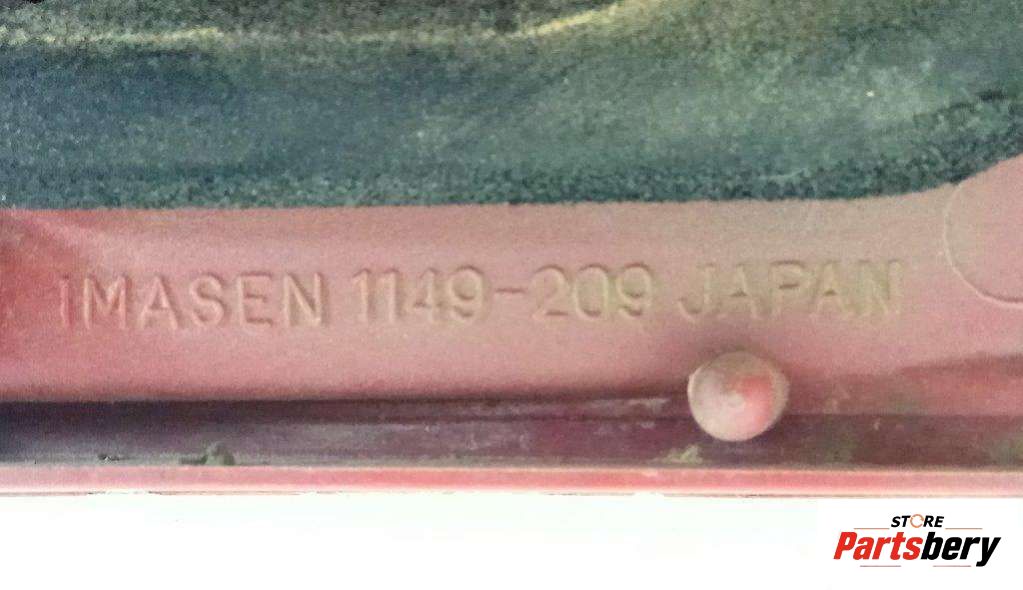 IMASEN 1149-209 JAPAN
STORE
Partsbery